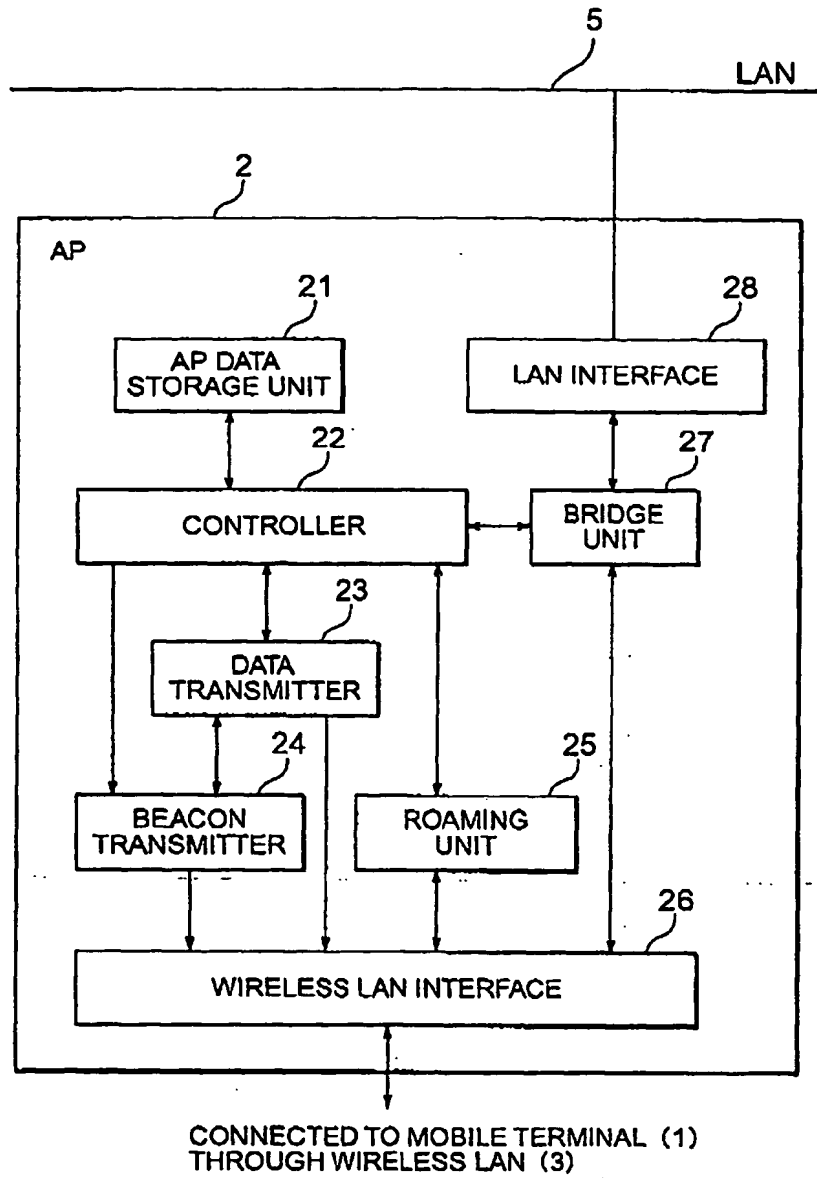 5
LAN
2
AP
21
AP DATA
STORAGE UNIT
28
LAN INTERFACE
22
CONTROLLER
27
BRIDGE
UNIT
23
DATA
TRANSMITTER
24
BEACON
TRANSMITTER
25
ROAMING
UNIT
26
WIRELESS LAN INTERFACE
CONNECTED TO MOBILE TERMINAL (1)
THROUGH WIRELESS LAN (3)